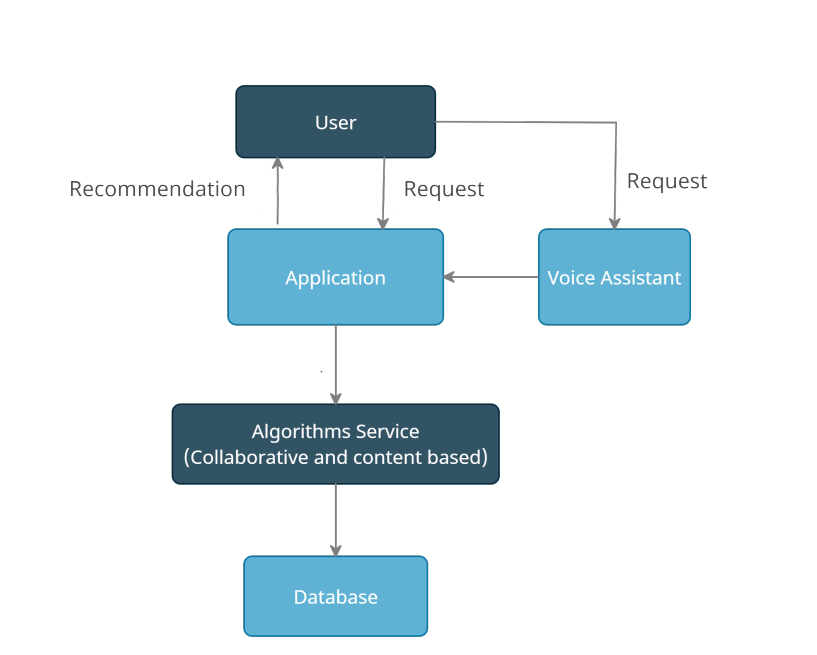 User
Recommendation
Request
Request
Application
Voice Assistant
Algorithms Service
(Collaborative and content based)
Database